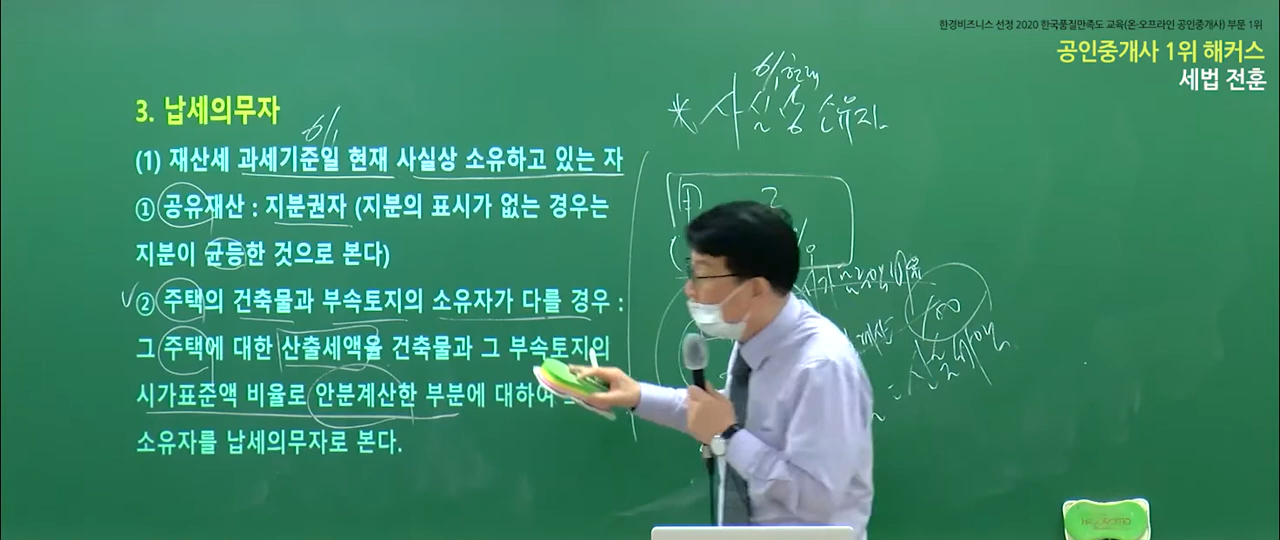 한경비즈니스 선정 2020 한국품질만족도 교육(온·오프라인 공인중개사) 부문 1위
공인중개사 1위 해커스
세법 전훈
3. 납세의무자
6/1
(1) 재산세 과세기준일 현재 사실상 소유하고 있는 자
① 공유재산 : 지분권자 (지분의 표시가 없는 경우는
지분이 균등한 것으로 본다)
② 주택의 건축물과 부속토지의 소유자가 다를 경우 :
그 주택에 대한 산출세액을 건축물과 그 부속토지의
시가표준액 비율로 안분계산한 부분에 대하여
소유자를 납세의무자로 본다.
6/1 현재
* 사실상 소유자
2